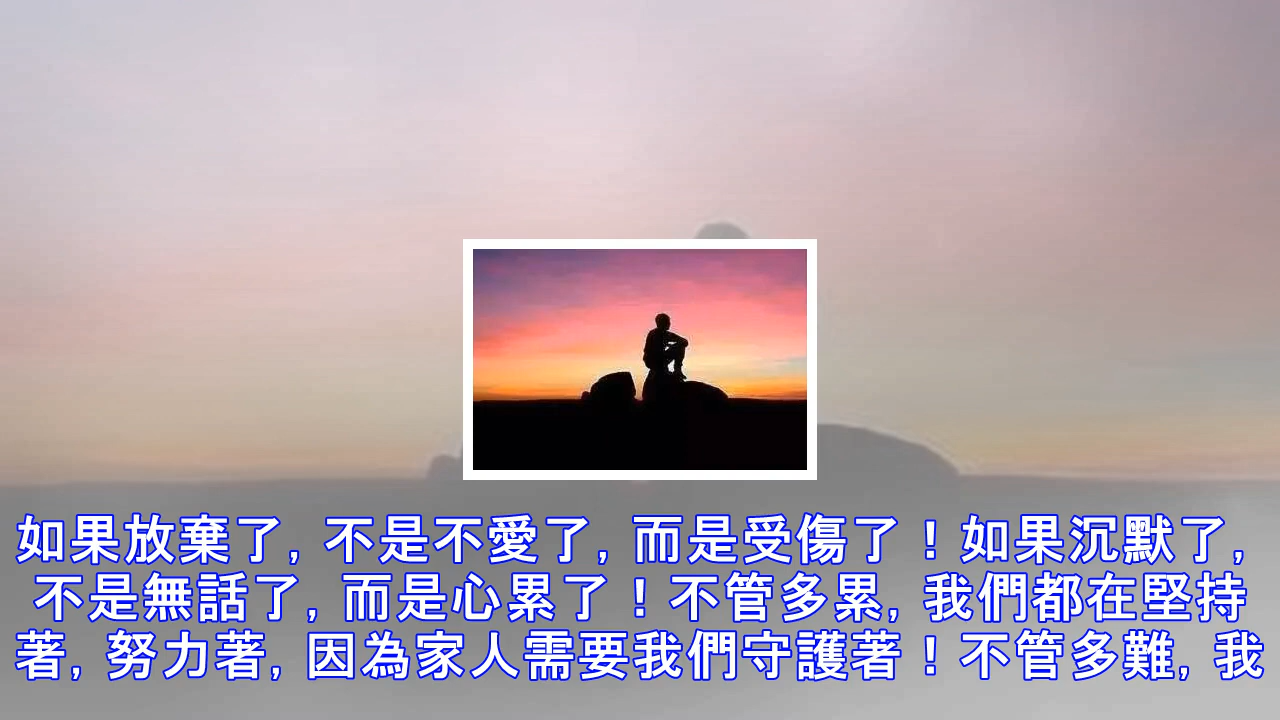 如果放棄了, 不是不愛了, 而是受傷了！如果沉默了,
不是無話了, 而是心累了！不管多累, 我們都在堅持
著, 努力著, 因為家人需要我們守護著！不管多難, 我